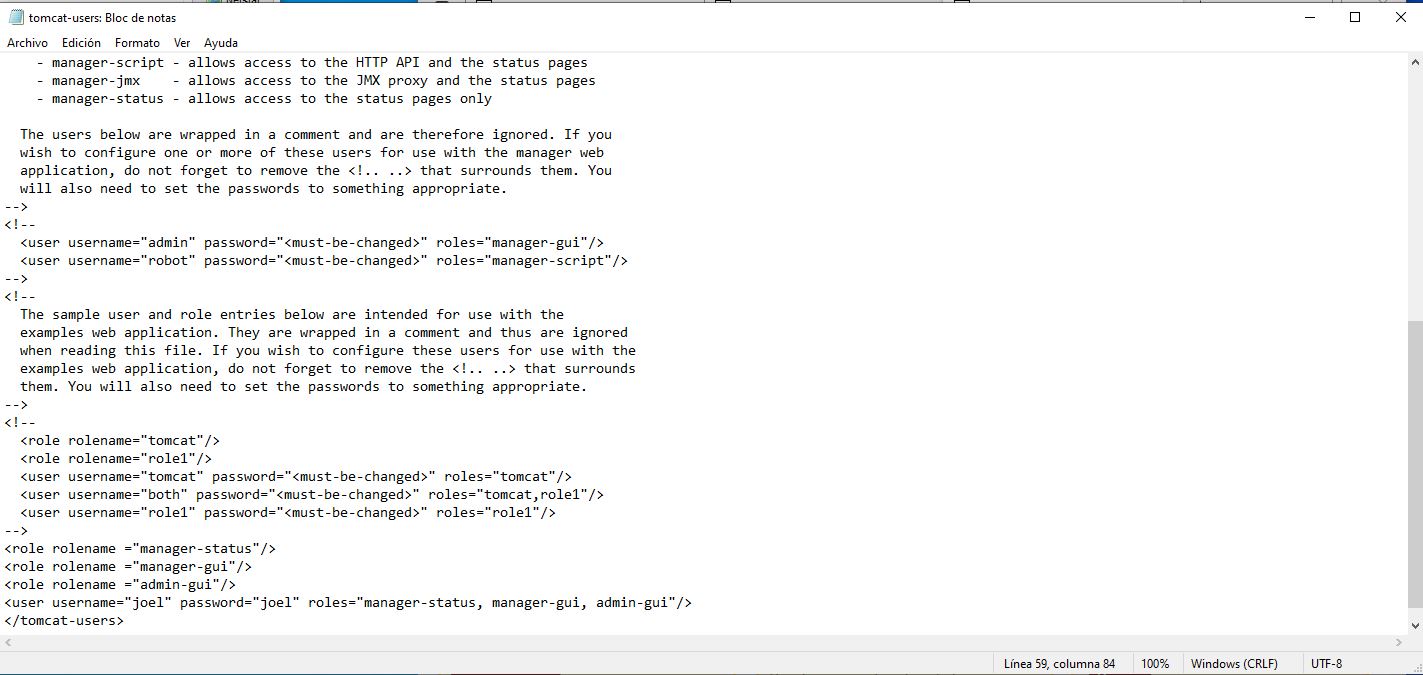 tomcat-users: Bloc de notas
Archivo Edición Formato Ver Ayuda
    - manager-script - allows access to the HTTP API and the status pages
    - manager-jmx    - allows access to the JMX proxy and the status pages
    - manager-status - allows access to the status pages only

  The users below are wrapped in a comment and are therefore ignored. If you
  wish to configure one or more of these users for use with the manager web
  application, do not forget to remove the <!.. ..> that surrounds them. You
  will also need to set the passwords to something appropriate.
-->
<!--
  <user username="admin" password="<must-be-changed>" roles="manager-gui"/>
  <user username="robot" password="<must-be-changed>" roles="manager-script"/>
-->
<!--
  The sample user and role entries below are intended for use with the
  examples web application. They are wrapped in a comment and thus are ignored
  when reading this file. If you wish to configure these users for use with the
  examples web application, do not forget to remove the <!.. ..> that surrounds
  them. You will also need to set the passwords to something appropriate.
-->
<!--
  <role rolename="tomcat"/>
  <role rolename="role1"/>
  <user username="tomcat" password="<must-be-changed>" roles="tomcat"/>
  <user username="both" password="<must-be-changed>" roles="tomcat,role1"/>
  <user username="role1" password="<must-be-changed>" roles="role1"/>
-->
<role rolename ="manager-status"/>
<role rolename ="manager-gui"/>
<role rolename ="admin-gui"/>
<user username="joel" password="joel" roles="manager-status, manager-gui, admin-gui"/>
</tomcat-users>
Línea 59, columna 84 100% Windows (CRLF) UTF-8